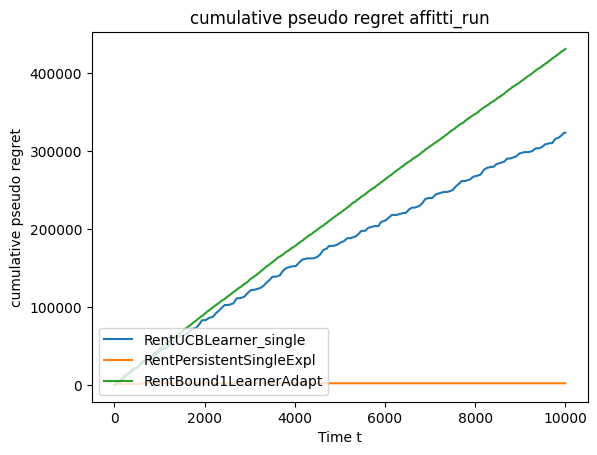 cumulative pseudo regret affitti_run
cumulative pseudo regret
400000
300000
200000
100000
0
RentUCBLearner_single
RentPersistentSingleExpl
RentBound1LearnerAdapt
0 2000 4000 6000 8000 10000
Time t